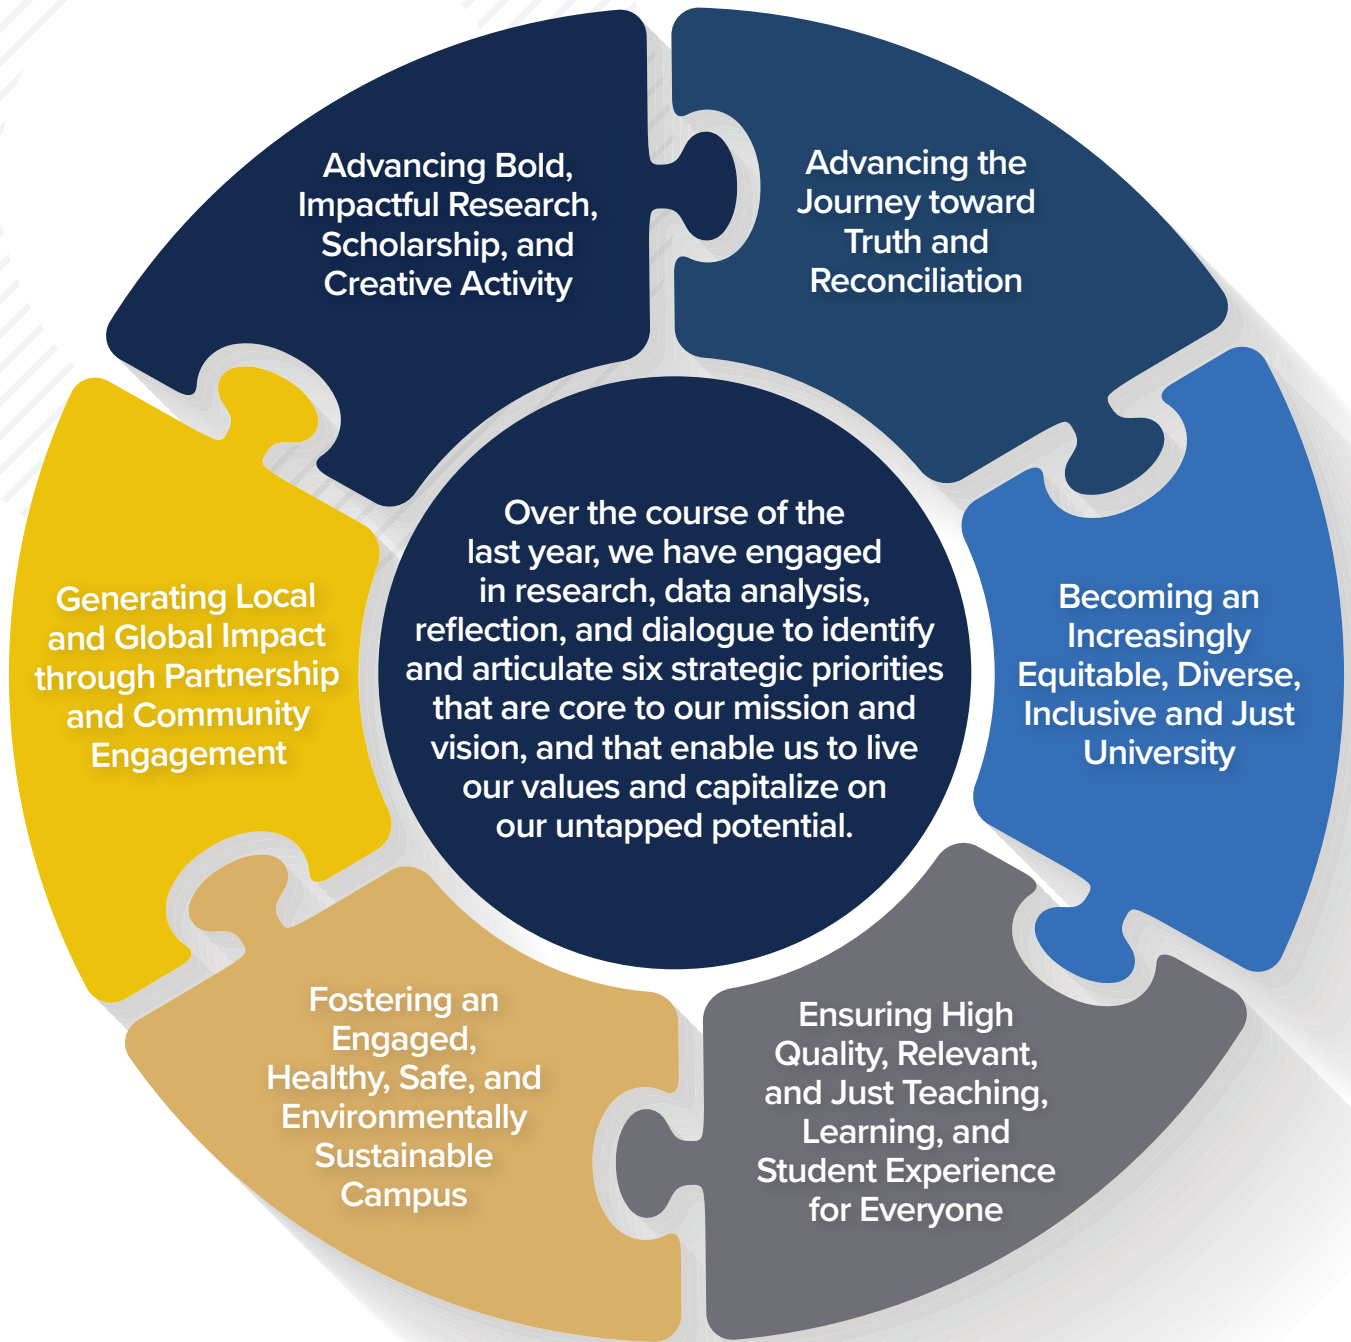 Advancing Bold,
Impactful Research,
Scholarship, and
Creative Activity
Advancing the
Journey toward
Truth and
Reconciliation
Over the course of the
last year, we have engaged
in research, data analysis,
reflection, and dialogue to identify
and articulate six strategic priorities
that are core to our mission and
vision, and that enable us to live
our values and capitalize on
our untapped potential.
Generating Local
and Global Impact
through Partnership
and Community
Engagement
Becoming an
Increasingly
Equitable, Diverse,
Inclusive and Just
University
Fostering an
Engaged,
Healthy, Safe, and
Environmentally
Sustainable
Campus
Ensuring High
Quality, Relevant,
and Just Teaching,
Learning, and
Student Experience
for Everyone